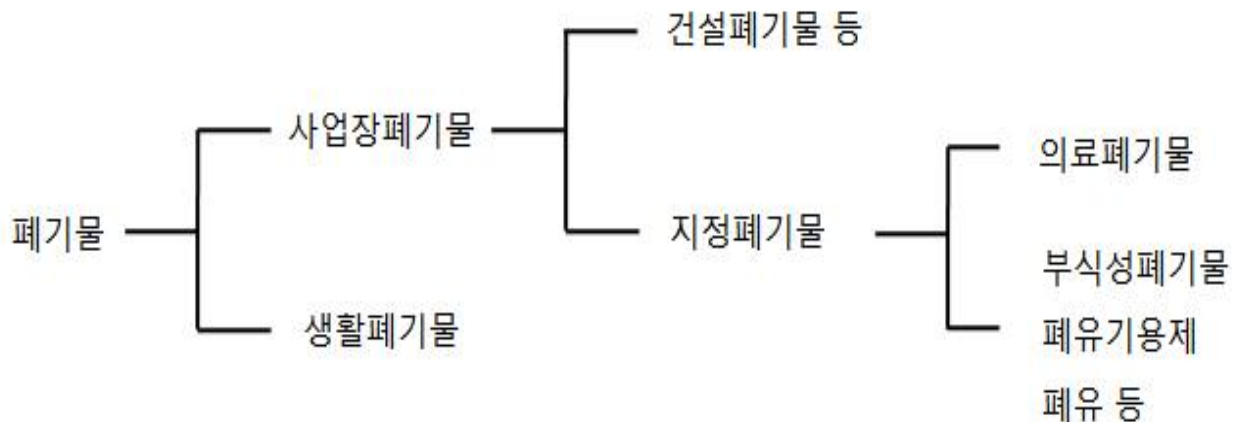 건설폐기물 등
사업장폐기물
의료폐기물
폐기물
지정폐기물
부식성폐기물
생활폐기물
폐유기용제
폐유 등